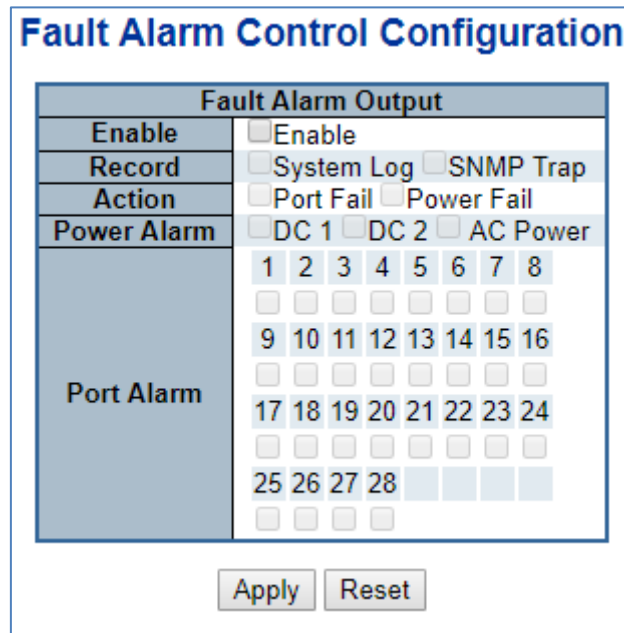 Fault Alarm Control Configuration
Fault Alarm Output
Enable Enable
Record System Log SNMP Trap
Action Port Fail Power Fail
Power Alarm DC 1 DC 2 AC Power
1 2 3 4 5 6 7 8
9 10 11 12 13 14 15 16
Port Alarm
17 18 19 20 21 22 23 24
25 26 27 28
Apply Reset